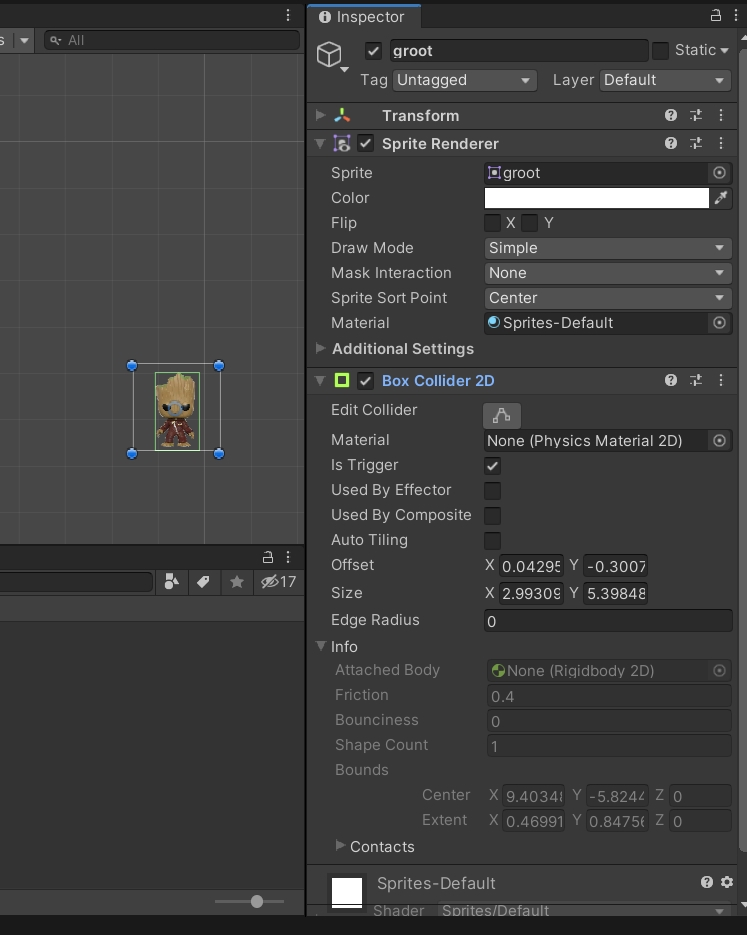 Inspector
s
All
groot
Static
Tag Untagged Layer Default
Transform
Sprite Renderer
Sprite groot
Color
Flip X Y
Draw Mode Simple
Mask Interaction None
Sprite Sort Point Center
Material Sprites-Default
Additional Settings
Box Collider 2D
Edit Collider
Material None (Physics Material 2D)
Is Trigger
Used By Effector
Used By Composite
Auto Tiling
Offset X 0.04295 Y -0.3007
Size X 2.99309 Y 5.39848
Edge Radius 0
Info
Attached Body None (Rigidbody 2D)
Friction 0.4
Bounciness 0
Shape Count 1
Bounds
Center X 9.40348 Y -5.8244 Z 0
Extent X 0.46991 Y 0.84756 Z 0
Contacts
Sprites-Default
Shader Sprites/Default
17